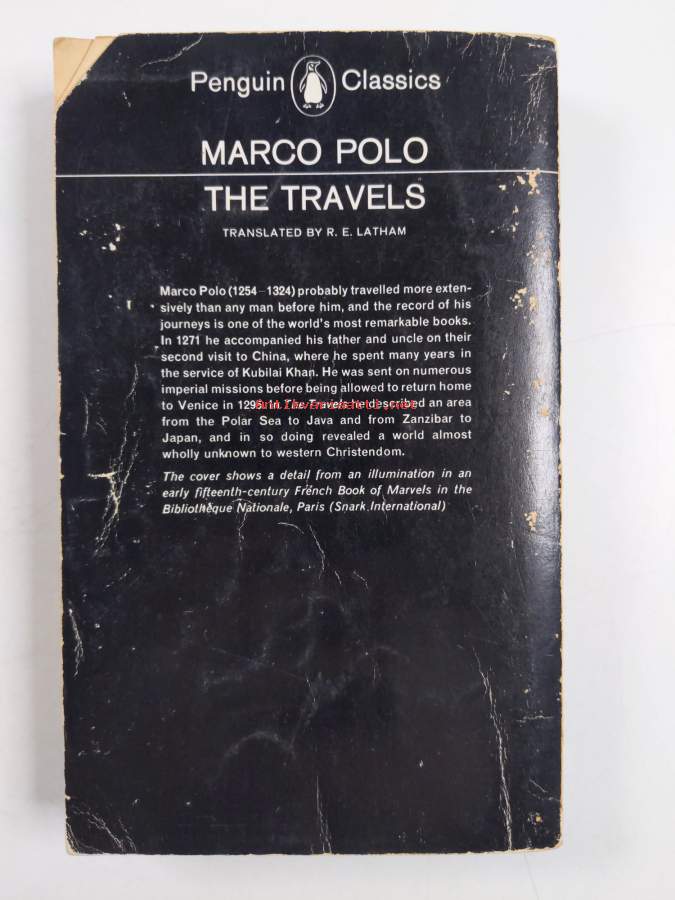 Penguin Classics
MARCO POLO
THE TRAVELS
TRANSLATED BY R. E. LATHAM
Marco Polo (1254–1324) probably travelled more exten-
sively than any man before him, and the record of his
journeys is one of the world's most remarkable books.
In 1271 he accompanied his father and uncle on their
second visit to China, where he spent many years in
the service of Kubilai Khan. He was sent on numerous
imperial missions before being allowed to return home
to Venice in 1295. In The Travels he described an area
from the Polar Sea to Java and from Zanzibar to
Japan, and in so doing revealed a world almost
wholly unknown to western Christendom.
The cover shows a detail from an illumination in an
early fifteenth-century French Book of Marvels in the
Bibliothèque Nationale, Paris (Snark International)